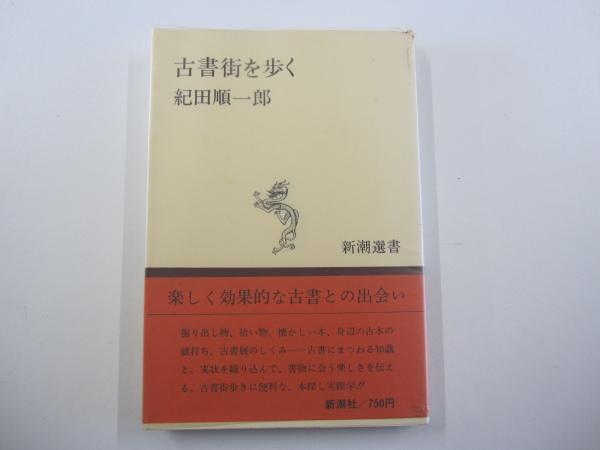 古書街を歩く
紀田順一郎
新潮選書
楽しく効果的な古書との出会い
掘り出し物、拾い物、懐かしい本、身辺の古本の
値打ち、古書展のしくみ――古書にまつわる知識
と、実状を織り込んで、書物に会う楽しさを伝え
る。古書街歩きに便利な、本探し実際学!!
新潮社/750円